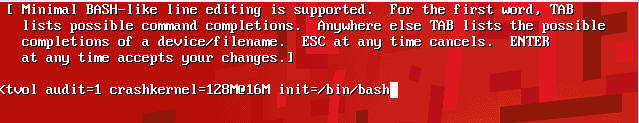 [ Minimal BASH-like line editing is supported.  For the first word, TAB
lists possible command completions.  Anywhere else TAB lists the possible
completions of a device/filename.  ESC at any time cancels.  ENTER
at any time accepts your changes.]
<tvol audit=1 crashkernel=128M@16M init=/bin/bash